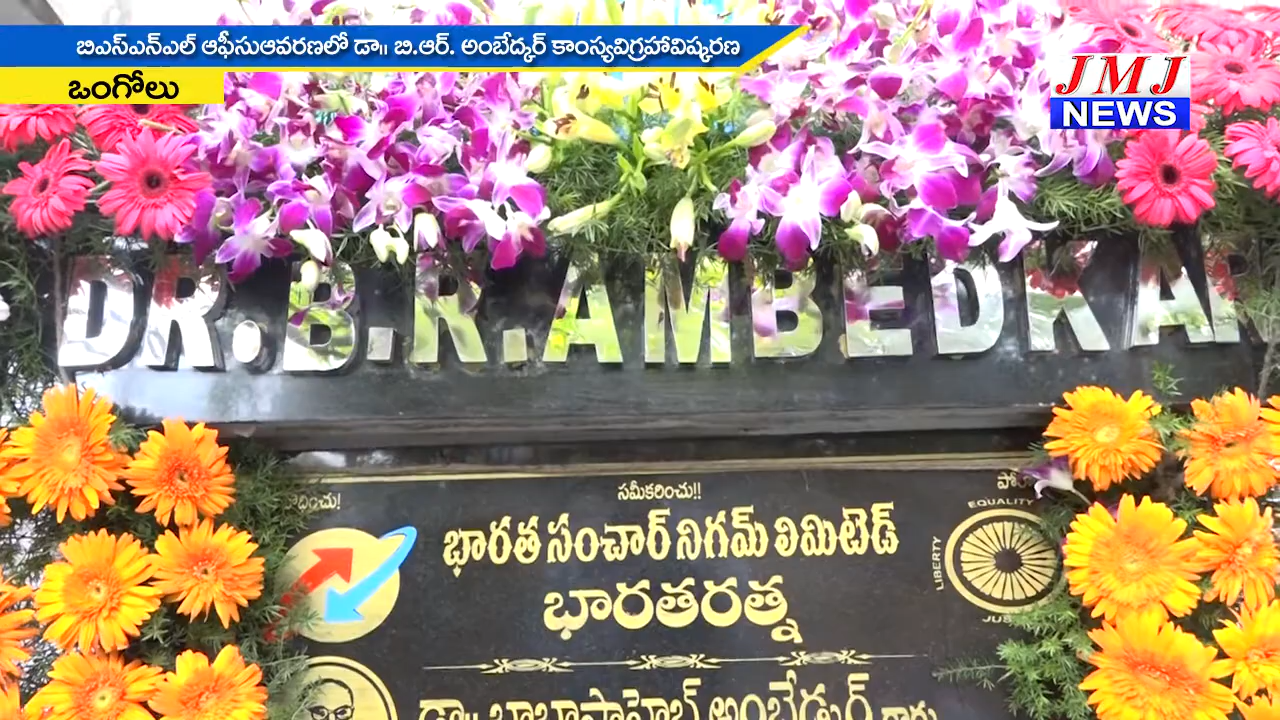 బిఎస్ఎన్ఎల్ ఆఫీసుఆవరణలో డా॥ బి.ఆర్. అంబేద్కర్ కాంస్యవిగ్రహావిష్కరణ
ఒంగోలు
JMJ
NEWS
DR.B.R.AMBEDKAR
సమీకరించు!!
భారత సంచార్ నిగమ్ లిమిటెడ్
EQUALITY
LIBERTY
భారతరత్న
డా॥ బాబాసాహెబ్ అంబేడ్కర్ గారు